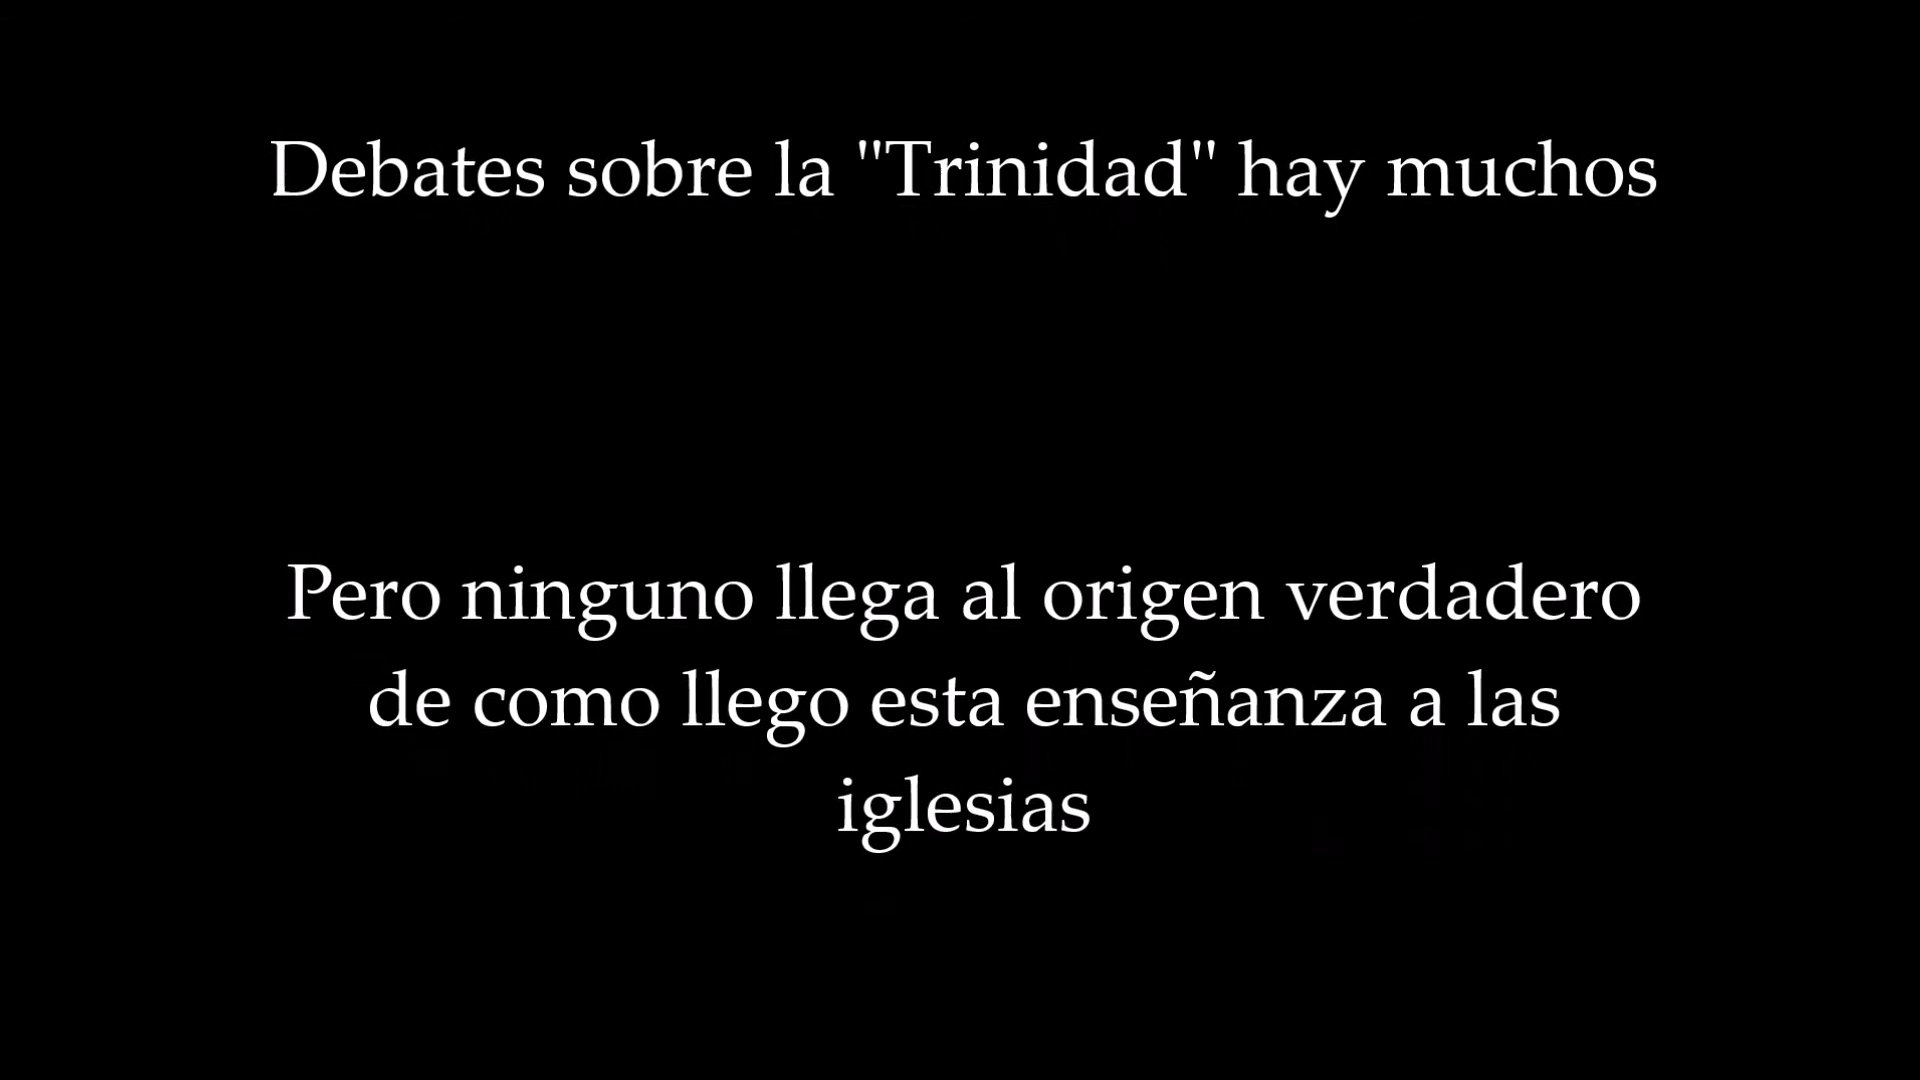 Debates sobre la "Trinidad" hay muchos
Pero ninguno llega al origen verdadero
de como llego esta enseñanza a las
iglesias